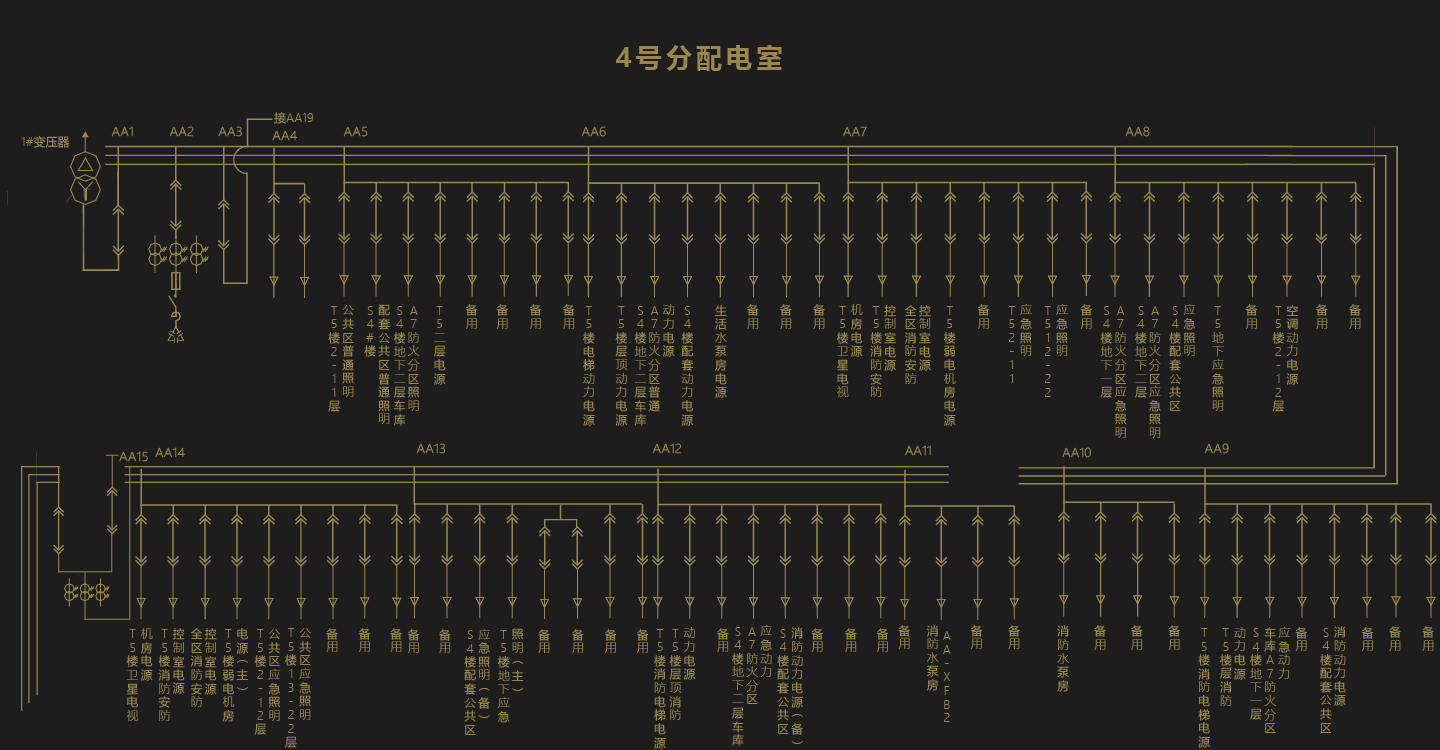 4号分配电室
接AA19
1#变压器
AA1
AA2
AA3
AA4
AA5
AA6
AA7
AA8
T5楼2-11层
公共区普通照明
S4#楼
配套公共区普通照明
S4楼地下二层车库
A7防火分区照明
T5二层电源
备用
备用
备用
备用
T5楼电梯动力电源
T5楼层顶动力电源
S4楼地下二层车库
A7防火分区普通
动力电源
S4楼配套动力电源
生活水泵房电源
备用
备用
备用
T5楼卫星电视
机房电源
T5楼消防安防
控制室电源
全区消防安防
控制室电源
T5楼弱电机房电源
备用
T52-11
应急照明
T512-22
应急照明
备用
S4楼地下一层
A7防火分区应急照明
S4楼地下二层
A7防火分区应急照明
S4楼配套公共区
应急照明
T5地下应急照明
备用
T5楼2-12层
空调动力电源
备用
备用
AA15
AA14
AA13
AA12
AA11
AA10
AA9
T5楼卫星电视
机房电源
T5楼消防安防
控制室电源
全区消防安防
控制室电源
T5楼弱电机房
电源(主)
T5楼2-12层
公共区应急照明
T5楼13-22层
公共区应急照明
备用
备用
备用
备用
备用
S4楼配套公共区
应急照明(备)
T5楼地下应急
照明(主)
备用
备用
备用
备用
T5楼消防电梯电源
T5楼层顶消防
动力电源
备用
S4楼地下二层车库
A7防火分区
应急动力
S4楼配套公共区
消防动力电源(备)
备用
备用
备用
备用
消防水泵房
AA-XFB2
备用
备用
消防水泵房
备用
备用
备用
T5楼消防电梯电源
T5楼层消防
动力电源
S4楼地下一层
车库A7防火分区
应急动力
备用
S4楼配套公共区
消防动力电源
备用
备用
备用